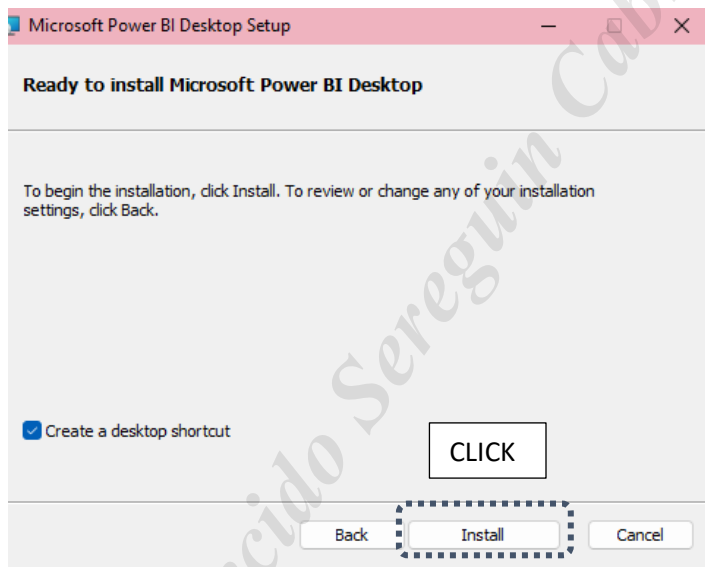 Microsoft Power BI Desktop Setup
Ready to install Microsoft Power BI Desktop
To begin the installation, click Install. To review or change any of your installation
settings, click Back.
Create a desktop shortcut
CLICK
Back Install Cancel
Sereguin